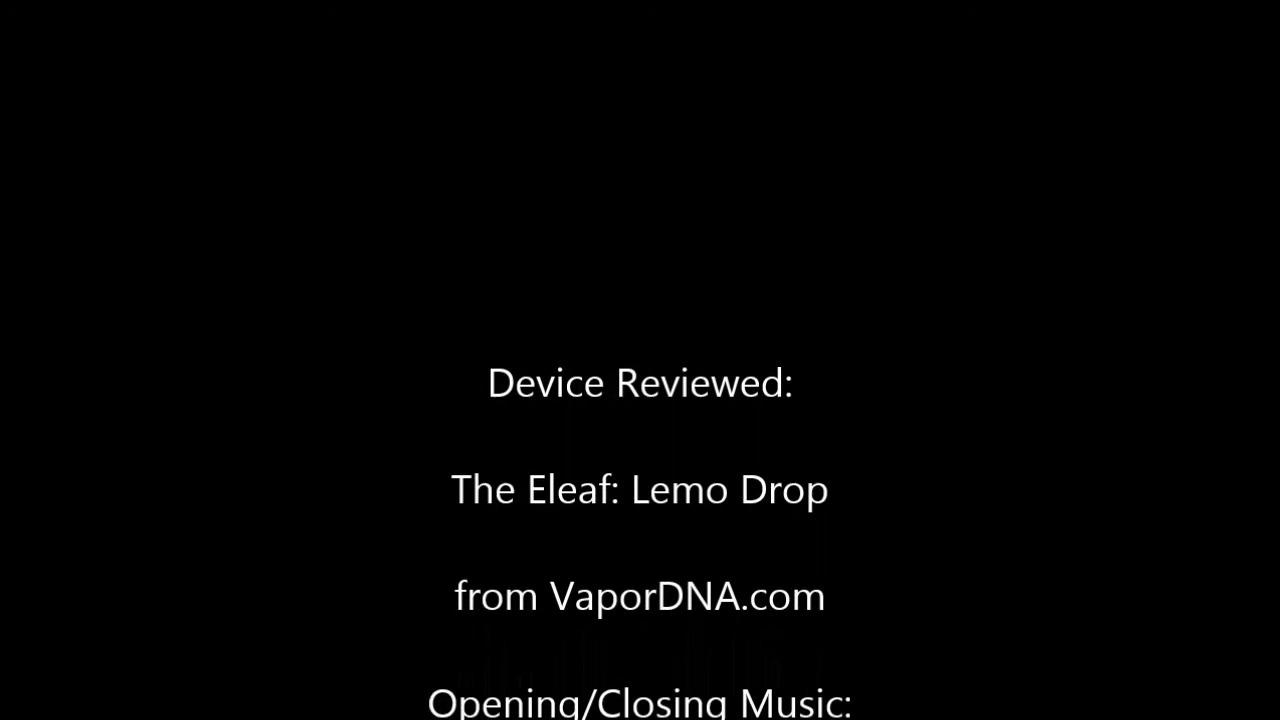 Device Reviewed:
The Eleaf: Lemo Drop
from VaporDNA.com
Opening/Closing Music: